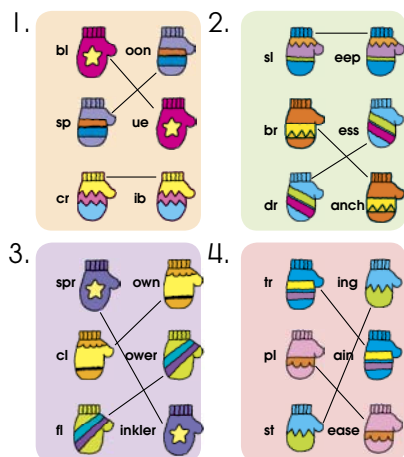 1.
bl oon
sp ue
cr ib
2.
sl eep
br ess
dr anch
3.
spr own
cl ower
fl inkler
4.
tr ing
pl ain
st ease